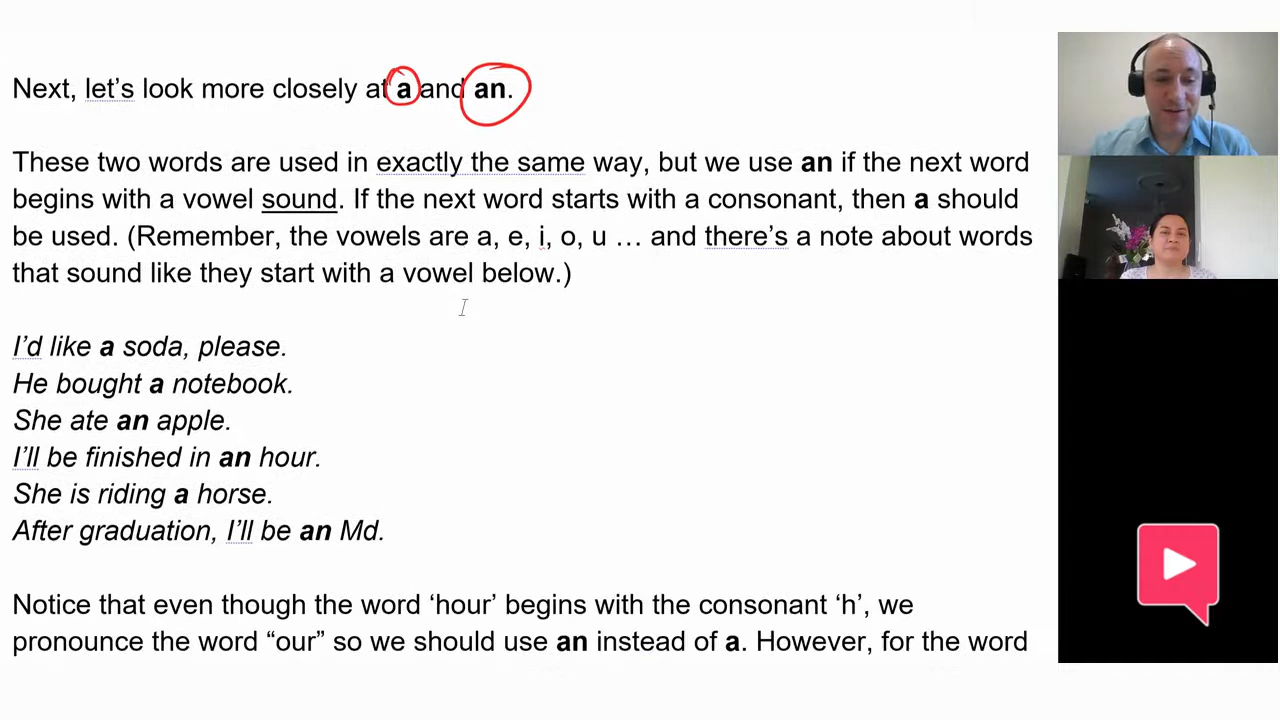 Next, let’s look more closely at a and an.
These two words are used in exactly the same way, but we use an if the next word
begins with a vowel sound. If the next word starts with a consonant, then a should
be used. (Remember, the vowels are a, e, i, o, u … and there’s a note about words
that sound like they start with a vowel below.)
I’d like a soda, please.
He bought a notebook.
She ate an apple.
I’ll be finished in an hour.
She is riding a horse.
After graduation, I’ll be an Md.
Notice that even though the word ‘hour’ begins with the consonant ‘h’, we
pronounce the word “our” so we should use an instead of a. However, for the word